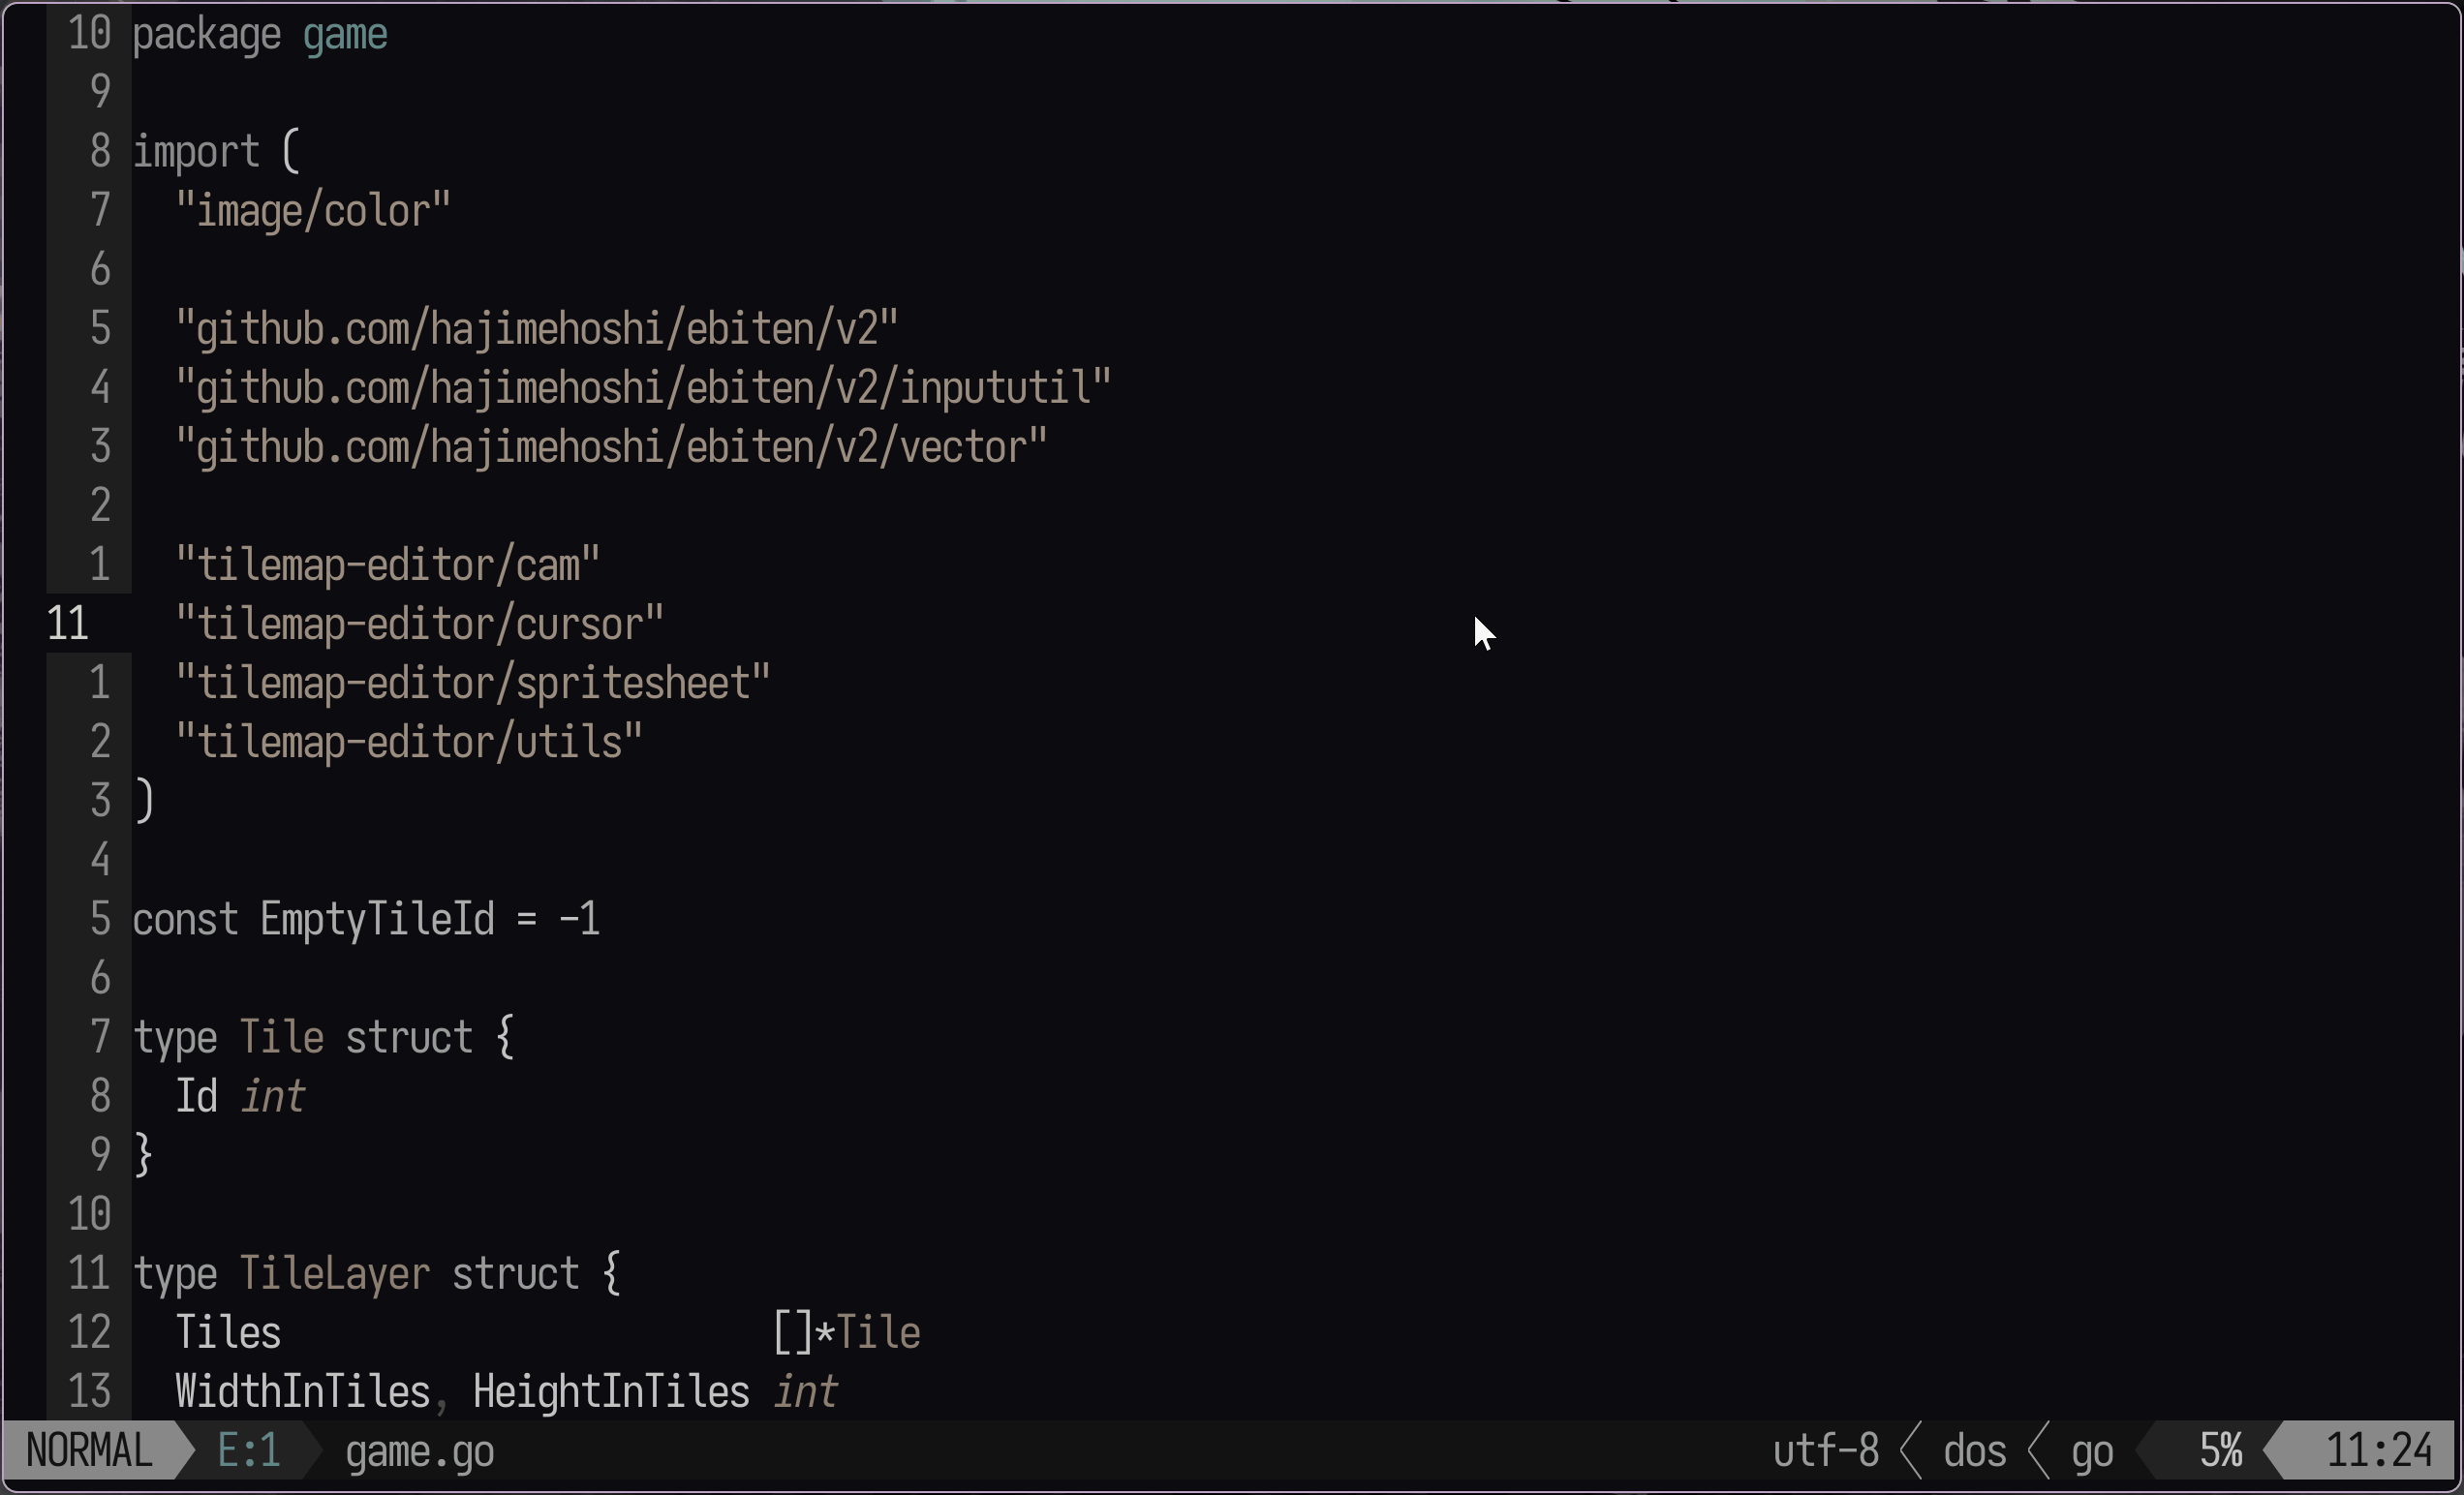 10 package game
9
8 import (
7   "image/color"
6
5   "github.com/hajimehoshi/ebiten/v2"
4   "github.com/hajimehoshi/ebiten/v2/inpututil"
3   "github.com/hajimehoshi/ebiten/v2/vector"
2
1   "tilemap-editor/cam"
11   "tilemap-editor/cursor"
1   "tilemap-editor/spritesheet"
2   "tilemap-editor/utils"
3 )
4
5 const EmptyTileId = -1
6
7 type Tile struct {
8   Id int
9 }
10
11 type TileLayer struct {
12   Tiles                       []*Tile
13   WidthInTiles, HeightInTiles int
NORMAL E:1 game.go utf-8 dos go 5% 11:24